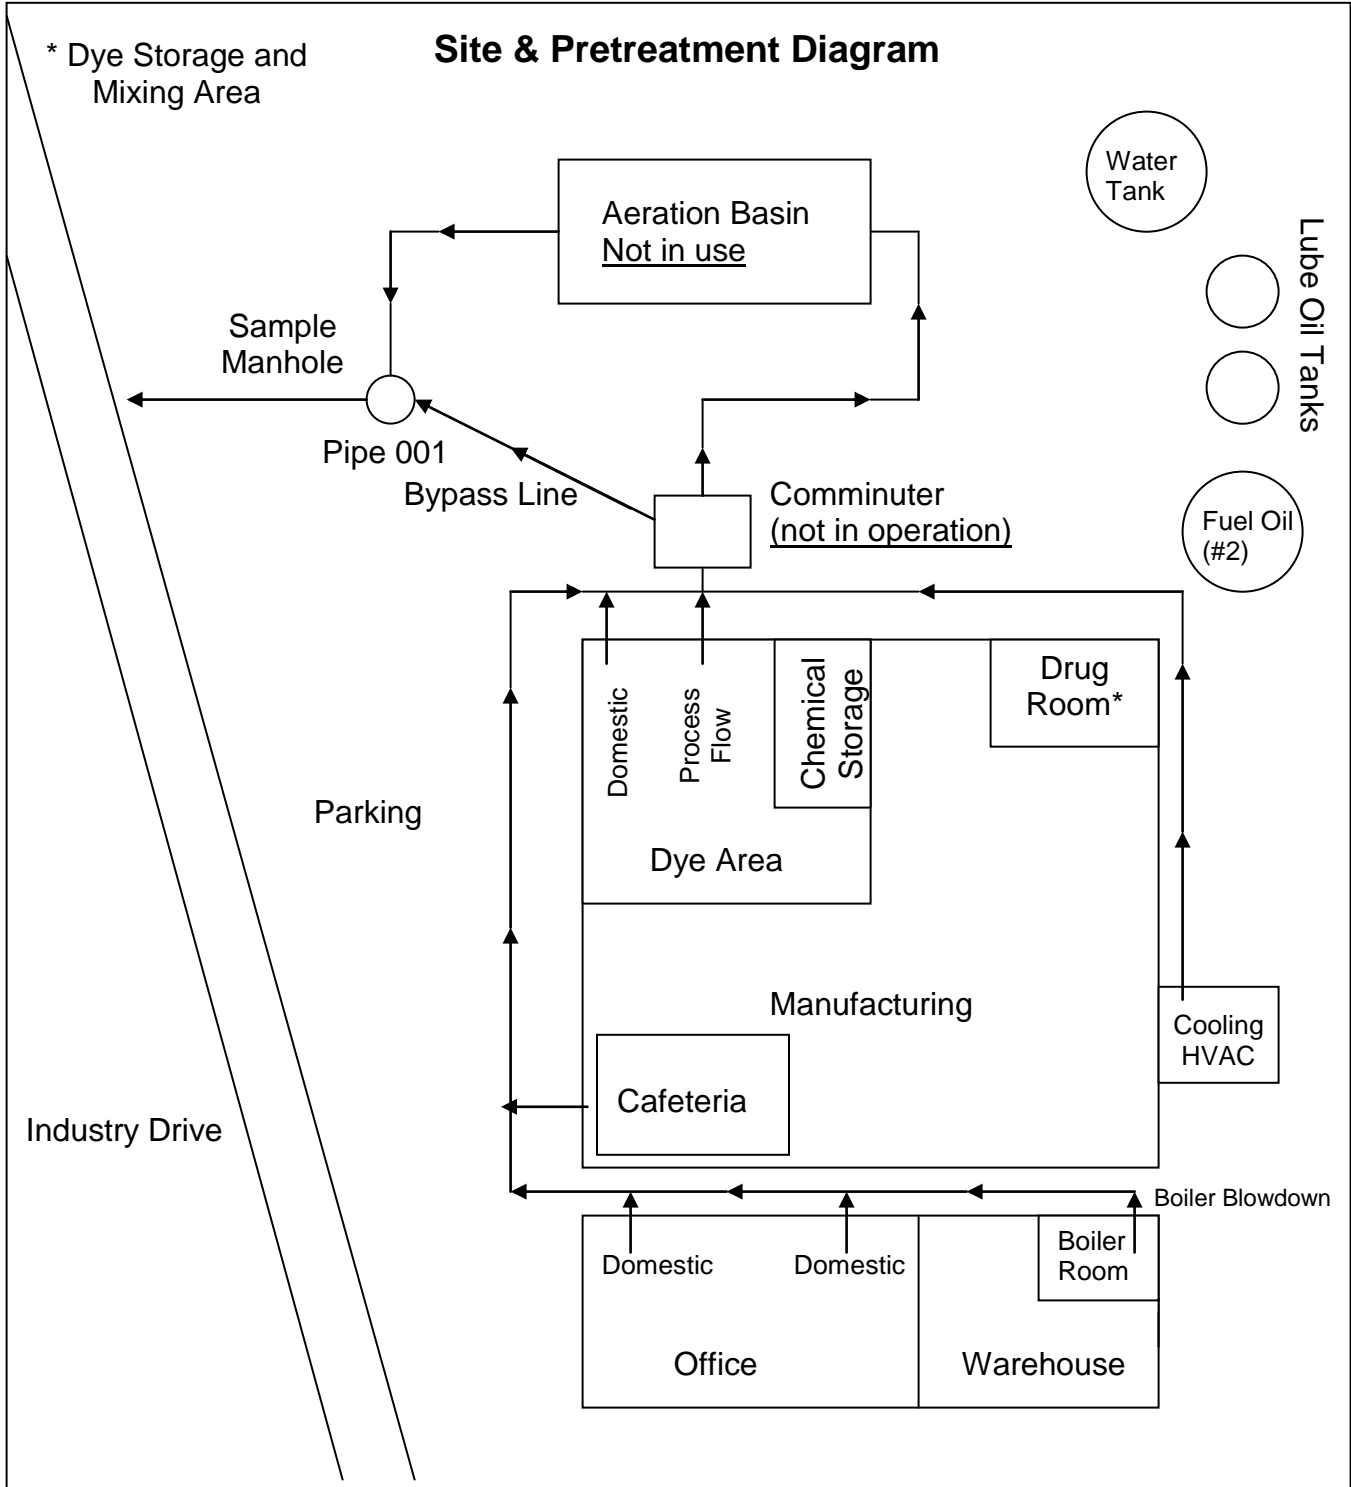 Site & Pretreatment Diagram
* Dye Storage and
Mixing Area
Water
Tank
Aeration Basin
Not in use
Lube Oil Tanks
Sample
Manhole
Pipe 001
Bypass Line
Comminuter
(not in operation)
Fuel Oil
(#2)
Domestic
Process
Flow
Chemical
Storage
Drug
Room*
Parking
Dye Area
Manufacturing
Cooling
HVAC
Cafeteria
Industry Drive
Boiler Blowdown
Domestic
Domestic
Boiler
Room
Office
Warehouse